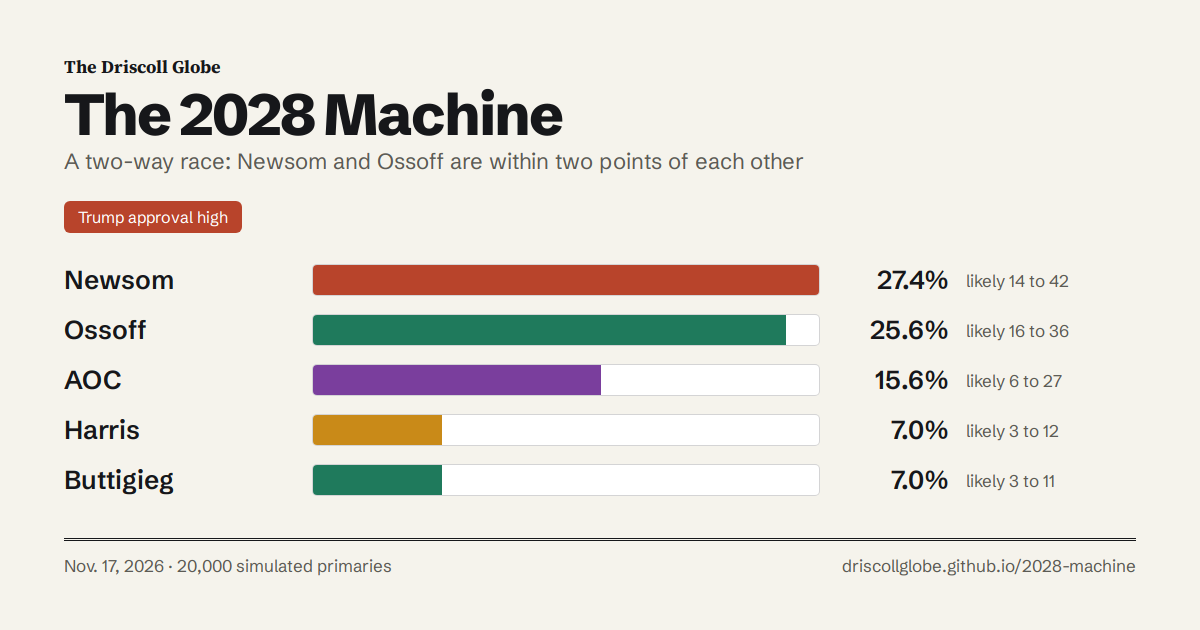 The Driscoll Globe
The 2028 Machine
A two-way race: Newsom and Ossoff are within two points of each other
Trump approval high
Newsom 27.4% likely 14 to 42
Ossoff 25.6% likely 16 to 36
AOC 15.6% likely 6 to 27
Harris 7.0% likely 3 to 12
Buttigieg 7.0% likely 3 to 11
Nov. 17, 2026 · 20,000 simulated primaries driscollglobe.github.io/2028-machine